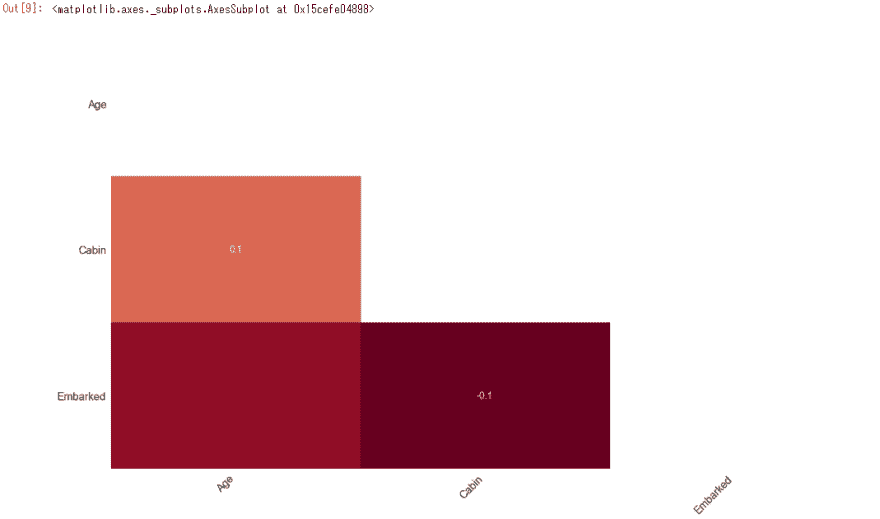 Out[9]: <matplotlib.axes._subplots.AxesSubplot at 0x15cefe04898>
Age
Cabin
0.1
Embarked
-0.1
Age
Cabin
Embarked